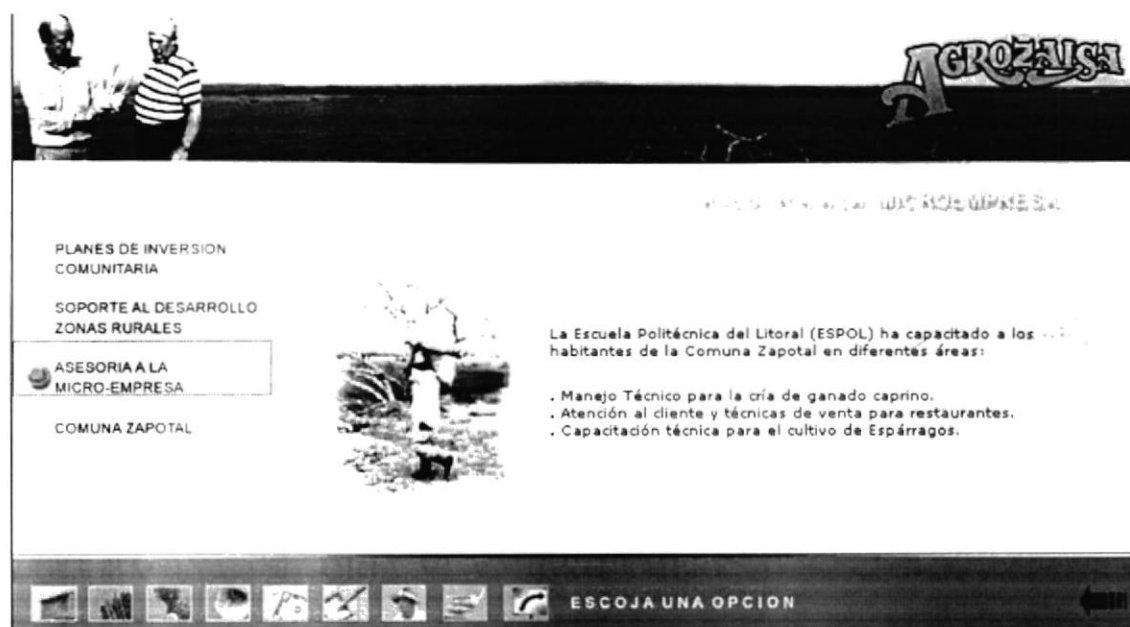 AGROZAISA
MICROEMPRESA
PLANES DE INVERSION
COMUNITARIA
SOPORTE AL DESARROLLO
ZONAS RURALES
ASESORIA A LA
MICRO-EMPRESA
COMUNA ZAPOTAL
La Escuela Politécnica del Litoral (ESPOL) ha capacitado a los
habitantes de la Comuna Zapotal en diferentes áreas:
. Manejo Técnico para la cría de ganado caprino.
. Atención al cliente y técnicas de venta para restaurantes.
. Capacitación técnica para el cultivo de Espárragos.
ESCOJA UNA OPCION